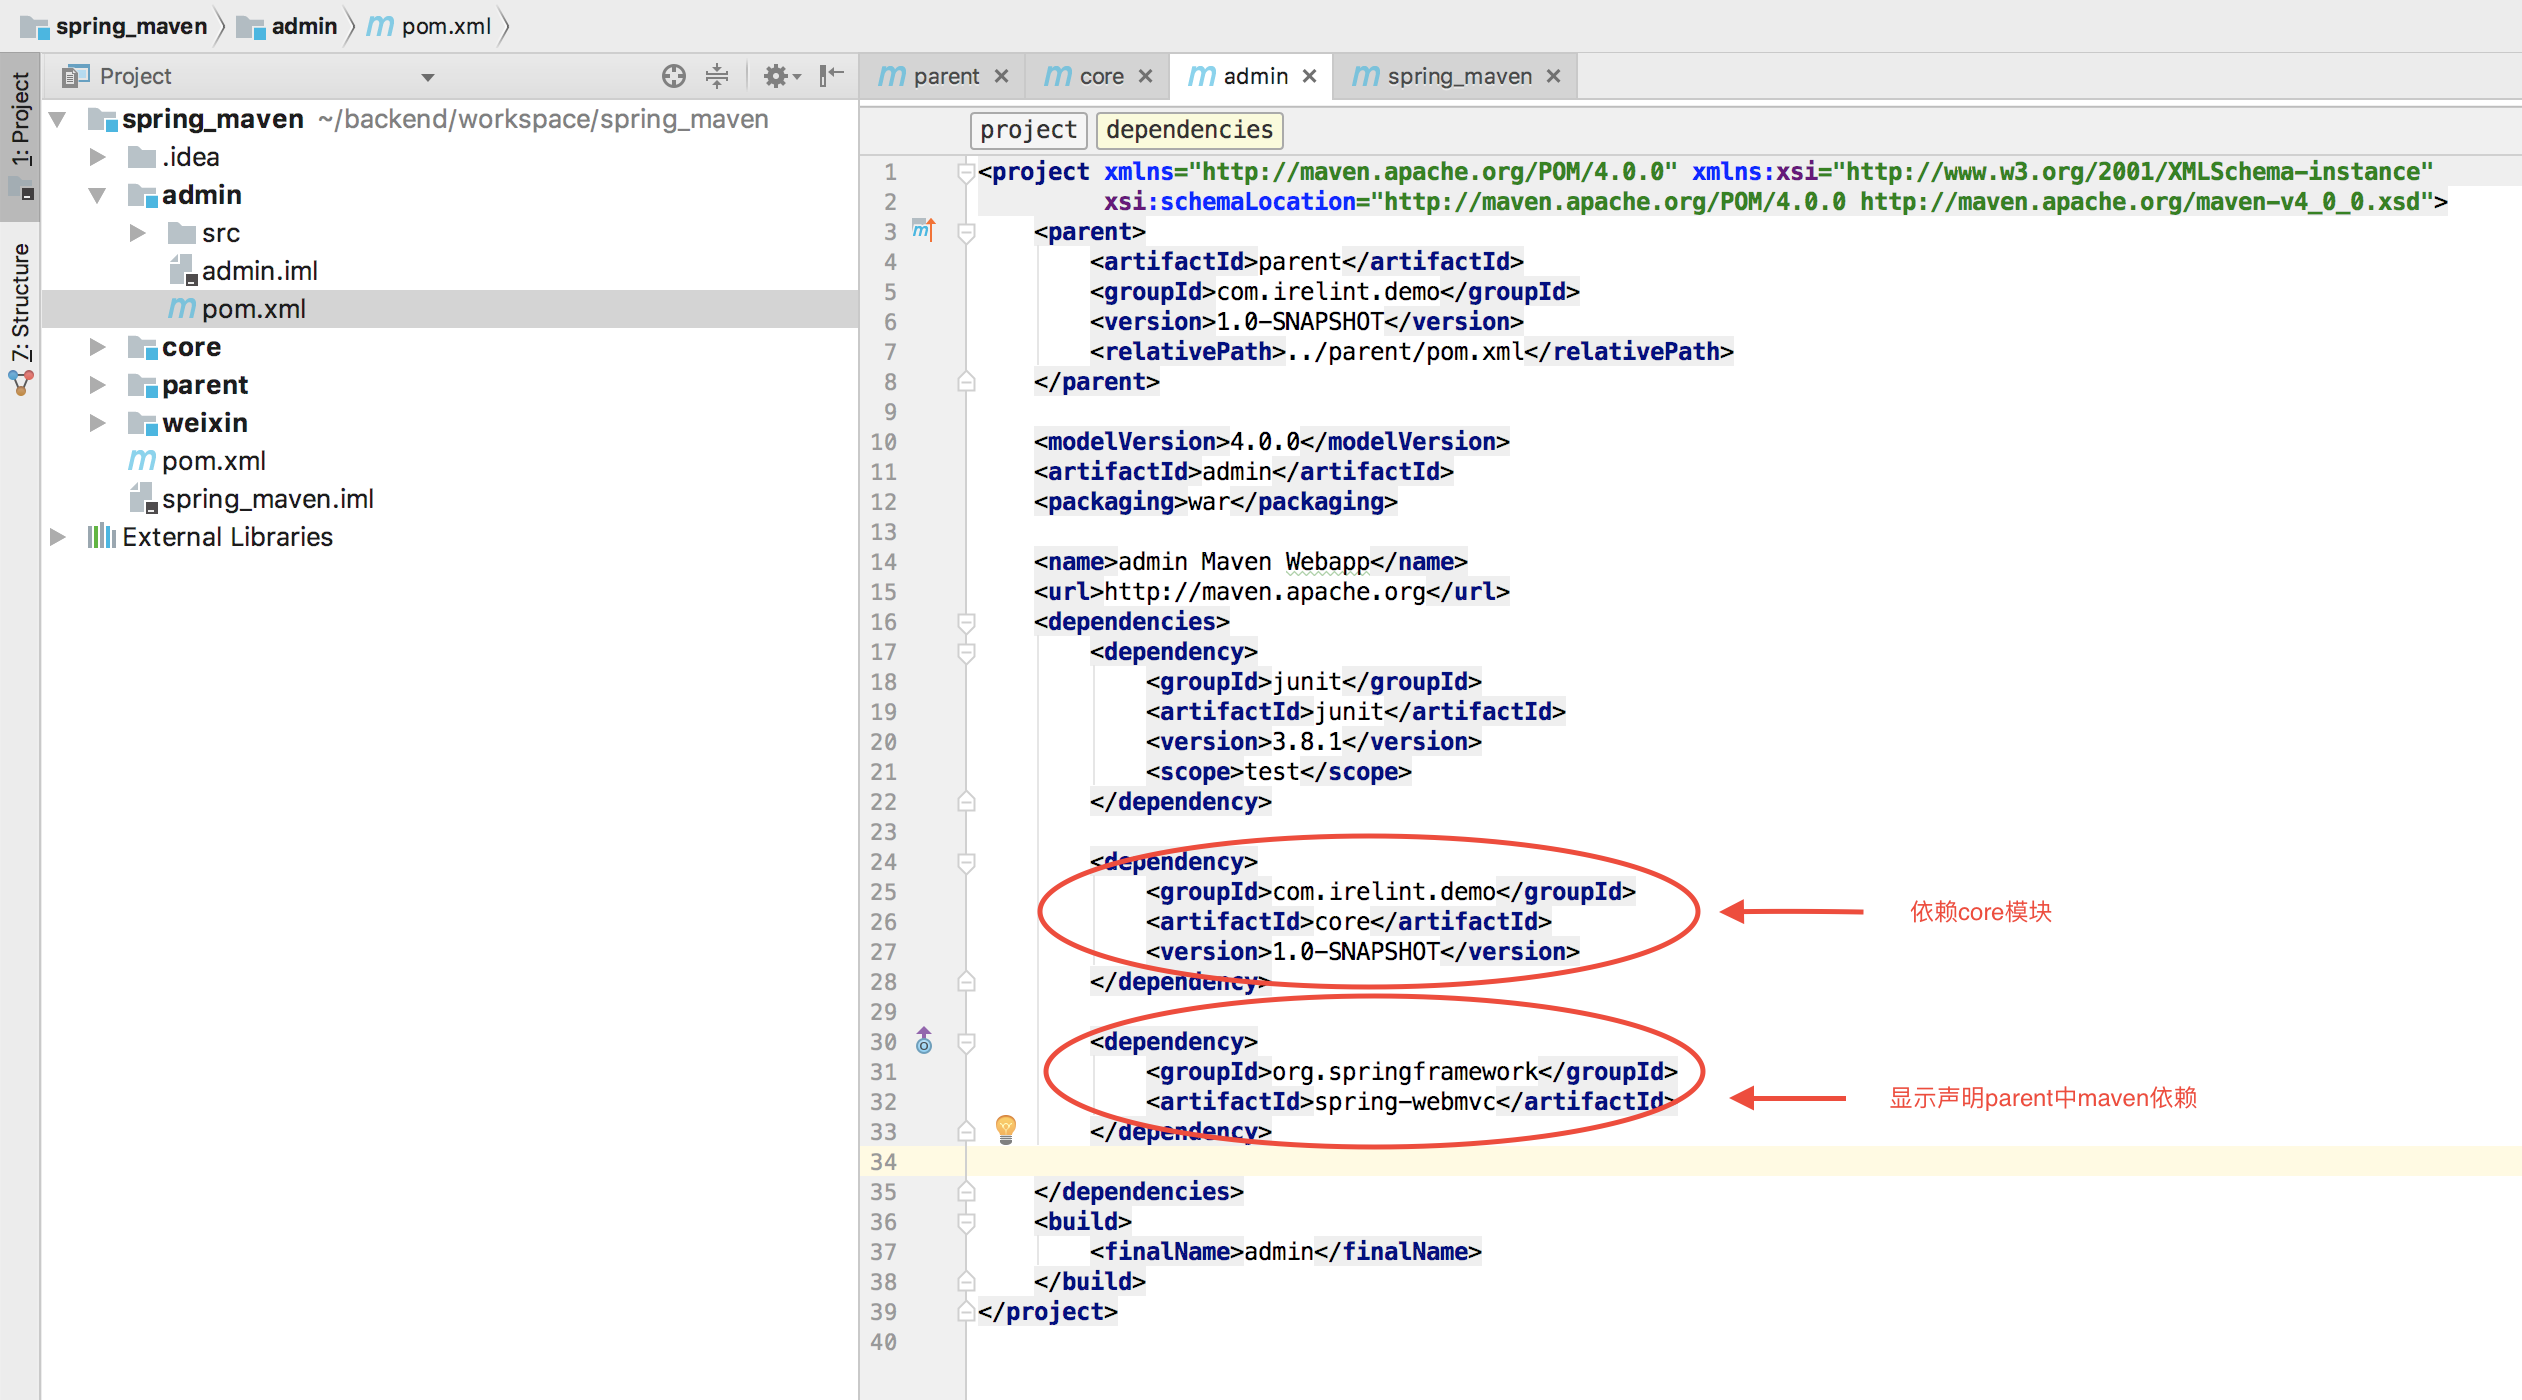 spring_maven admin pom.xml
Project
parent core admin spring_maven
1: Project
7: Structure
spring_maven ~/backend/workspace/spring_maven
.idea
admin
src
admin.iml
pom.xml
core
parent
weixin
pom.xml
spring_maven.iml
External Libraries
project dependencies
1 <project xmlns="http://maven.apache.org/POM/4.0.0" xmlns:xsi="http://www.w3.org/2001/XMLSchema-instance"
2 xsi:schemaLocation="http://maven.apache.org/POM/4.0.0 http://maven.apache.org/maven-v4_0_0.xsd">
3 <parent>
4 <artifactId>parent</artifactId>
5 <groupId>com.irelint.demo</groupId>
6 <version>1.0-SNAPSHOT</version>
7 <relativePath>../parent/pom.xml</relativePath>
8 </parent>
9
10 <modelVersion>4.0.0</modelVersion>
11 <artifactId>admin</artifactId>
12 <packaging>war</packaging>
13
14 <name>admin Maven Webapp</name>
15 <url>http://maven.apache.org</url>
16 <dependencies>
17 <dependency>
18 <groupId>junit</groupId>
19 <artifactId>junit</artifactId>
20 <version>3.8.1</version>
21 <scope>test</scope>
22 </dependency>
23
24 <dependency>
25 <groupId>com.irelint.demo</groupId>
26 <artifactId>core</artifactId>
27 <version>1.0-SNAPSHOT</version>
28 </dependency>
29
30 <dependency>
31 <groupId>org.springframework</groupId>
32 <artifactId>spring-webmvc</artifactId>
33 </dependency>
34
35 </dependencies>
36 <build>
37 <finalName>admin</finalName>
38 </build>
39 </project>
40
依赖core模块
显示声明parent中maven依赖